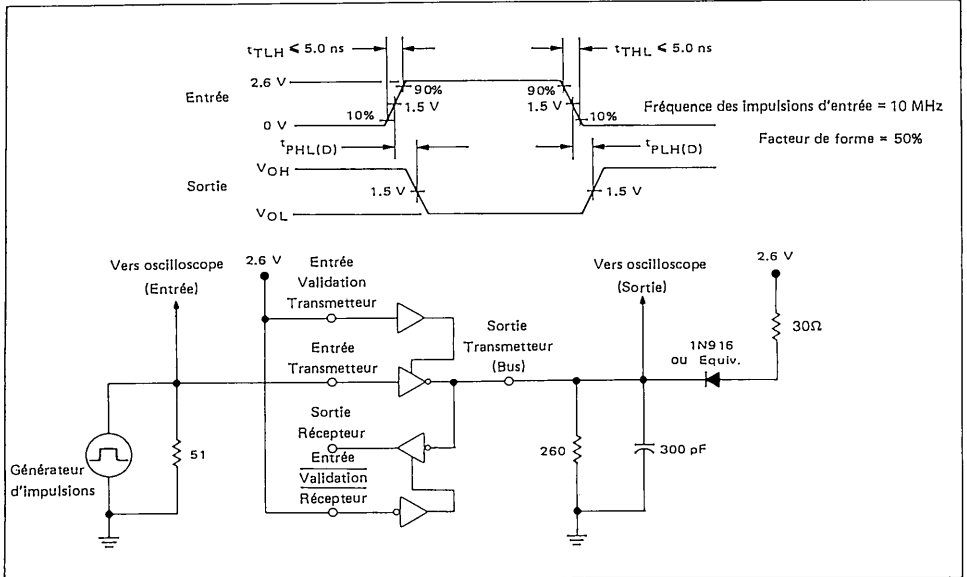 tTLH ≤ 5.0 ns
tTHL ≤ 5.0 ns
2.6 V
90%
90%
Entrée
1.5 V
1.5 V
10%
10%
0 V
Fréquence des impulsions d'entrée = 10 MHz
Facteur de forme = 50%
tPHL(D)
tPLH(D)
VOH
Sortie
1.5 V
1.5 V
VOL
Vers oscilloscope
(Entrée)
2.6 V
Entrée
Validation
Transmetteur
Vers oscilloscope
(Sortie)
2.6 V
30Ω
Sortie
Transmetteur
(Bus)
1N916
ou Equiv.
Entrée
Transmetteur
Sortie
Récepteur
Entrée
Validation
Récepteur
Générateur
d'impulsions
51
260
300 pF